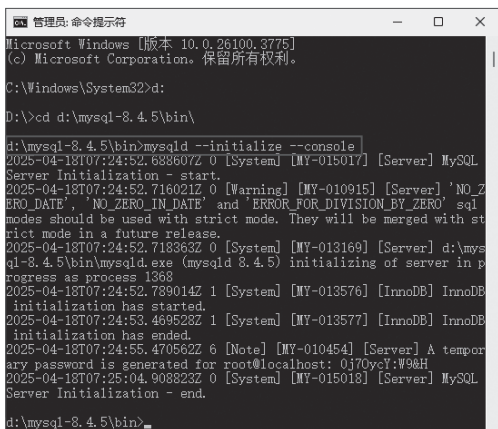 管理员: 命令提示符
Microsoft Windows [版本 10.0.26100.3775]
(c) Microsoft Corporation。保留所有权利。
C:\Windows\System32>d:
D:\>cd d:\mysql-8.4.5\bin\
d:\mysql-8.4.5\bin>mysqld --initialize --console
2025-04-18T07:24:52.688607Z 0 [System] [MY-015017] [Server] MySQL
Server Initialization - start.
2025-04-18T07:24:52.716021Z 0 [Warning] [MY-010915] [Server] 'NO_Z
ERO_DATE', 'NO_ZERO_IN_DATE' and 'ERROR_FOR_DIVISION_BY_ZERO' sql
modes should be used with strict mode. They will be merged with st
rict mode in a future release.
2025-04-18T07:24:52.718363Z 0 [System] [MY-013169] [Server] d:\mys
ql-8.4.5\bin\mysqld.exe (mysqld 8.4.5) initializing of server in p
rogress as process 1368
2025-04-18T07:24:52.789014Z 1 [System] [MY-013576] [InnoDB] InnoDB
initialization has started.
2025-04-18T07:24:53.469528Z 1 [System] [MY-013577] [InnoDB] InnoDB
initialization has ended.
2025-04-18T07:24:55.470562Z 6 [Note] [MY-010454] [Server] A tempor
ary password is generated for root@localhost: 0j7OycY:W9&H
2025-04-18T07:25:04.908823Z 0 [System] [MY-015018] [Server] MySQL
Server Initialization - end.
d:\mysql-8.4.5\bin>